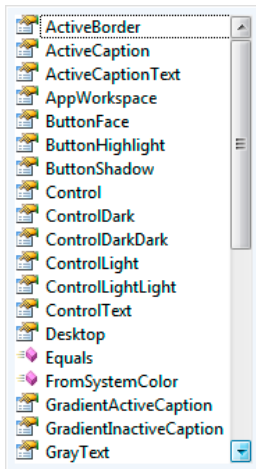 ActiveBorder
ActiveCaption
ActiveCaptionText
AppWorkspace
ButtonFace
ButtonHighlight
ButtonShadow
Control
ControlDark
ControlDarkDark
ControlLight
ControlLightLight
ControlText
Desktop
Equals
FromSystemColor
GradientActiveCaption
GradientInactiveCaption
GrayText